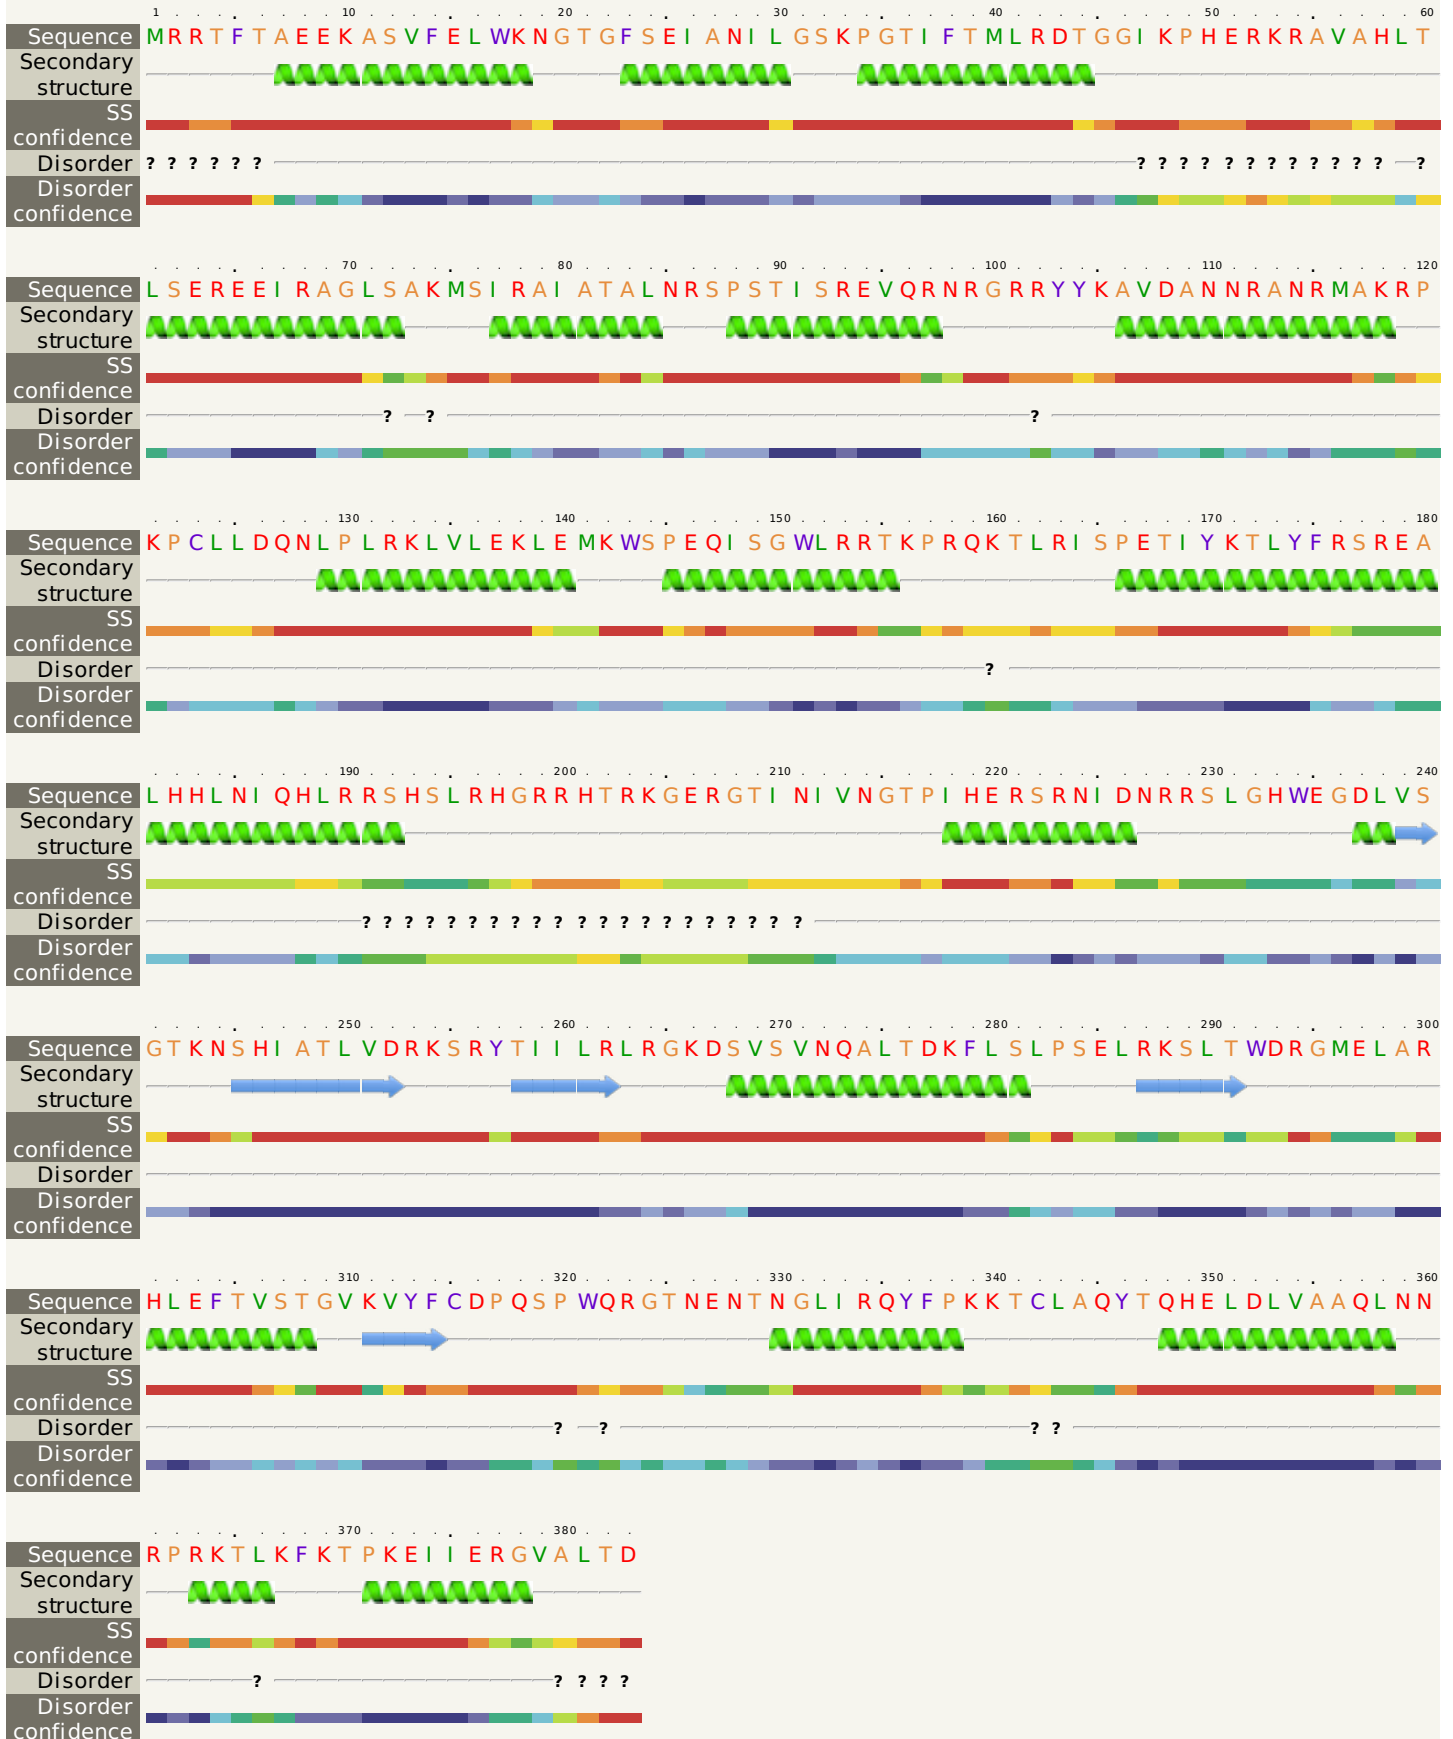 1 10 20 30 40 50 60
Sequence M R R T F T A E E K A S V F E L W K N G T G F S E I A N I L G S K P G T I F T M L R D T G G I K P H E R K R A V A H L T
Secondary
structure
SS
confidence
Disorder ? ? ? ? ? ? ? ? ? ? ? ? ? ? ? ? ? ? ?
Disorder
confidence
70 80 90 100 110 120
Sequence L S E R E E I R A G L S A K M S I R A I A T A L N R S P S T I S R E V Q R N R G R R Y Y K A V D A N N R A N R M A K R P
Secondary
structure
SS
confidence
Disorder ? ? ?
Disorder
confidence
130 140 150 160 170 180
Sequence K P C L L D Q N L P L R K L V L E K L E M K W S P E Q I S G W L R R T K P R Q K T L R I S P E T I Y K T L Y F R S R E A
Secondary
structure
SS
confidence
Disorder ?
Disorder
confidence
190 200 210 220 230 240
Sequence L H H L N I Q H L R R S H S L R H G R R H T R K G E R G T I N I V N G T P I H E R S R N I D N R R S L G H W E G D L V S
Secondary
structure
SS
confidence
Disorder ? ? ? ? ? ? ? ? ? ? ? ? ? ? ? ? ? ? ? ? ?
Disorder
confidence
250 260 270 280 290 300
Sequence G T K N S H I A T L V D R K S R Y T I I L R L R G K D S V S V N Q A L T D K F L S L P S E L R K S L T W D R G M E L A R
Secondary
structure
SS
confidence
Disorder
Disorder
confidence
310 320 330 340 350 360
Sequence H L E F T V S T G V K V Y F C D P Q S P W Q R G T N E N T N G L I R Q Y F P K K T C L A Q Y T Q H E L D L V A A Q L N N
Secondary
structure
SS
confidence
Disorder ? ? ? ?
Disorder
confidence
370 380
Sequence R P R K T L K F K T P K E I I E R G V A L T D
Secondary
structure
SS
confidence
Disorder ? ? ? ? ?
Disorder
confidence